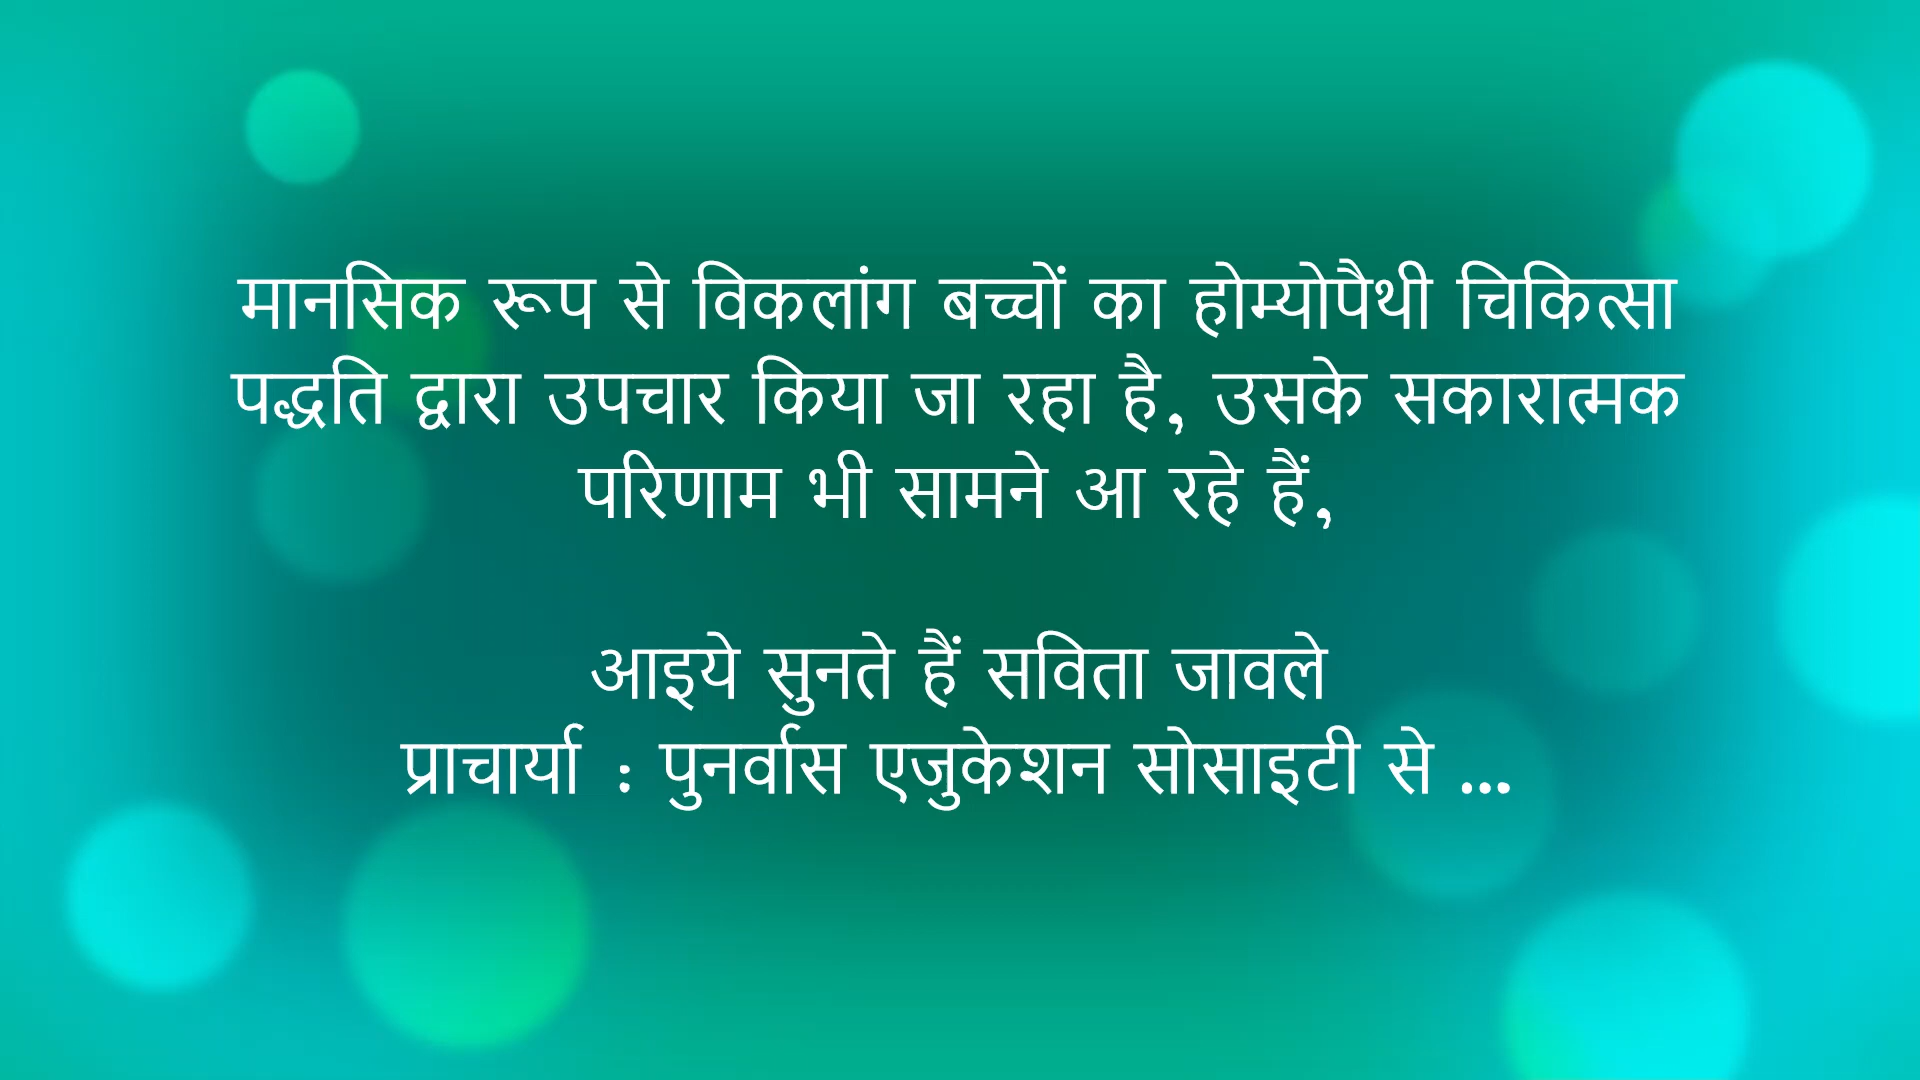 मानसिक रूप से विकलांग बच्चों का होम्योपैथी चिकित्सा
पद्धति द्वारा उपचार किया जा रहा है, उसके सकारात्मक
परिणाम भी सामने आ रहे हैं,
आइये सुनते हैं सविता जावले
प्राचार्या : पुनर्वास एजुकेशन सोसाइटी से ...